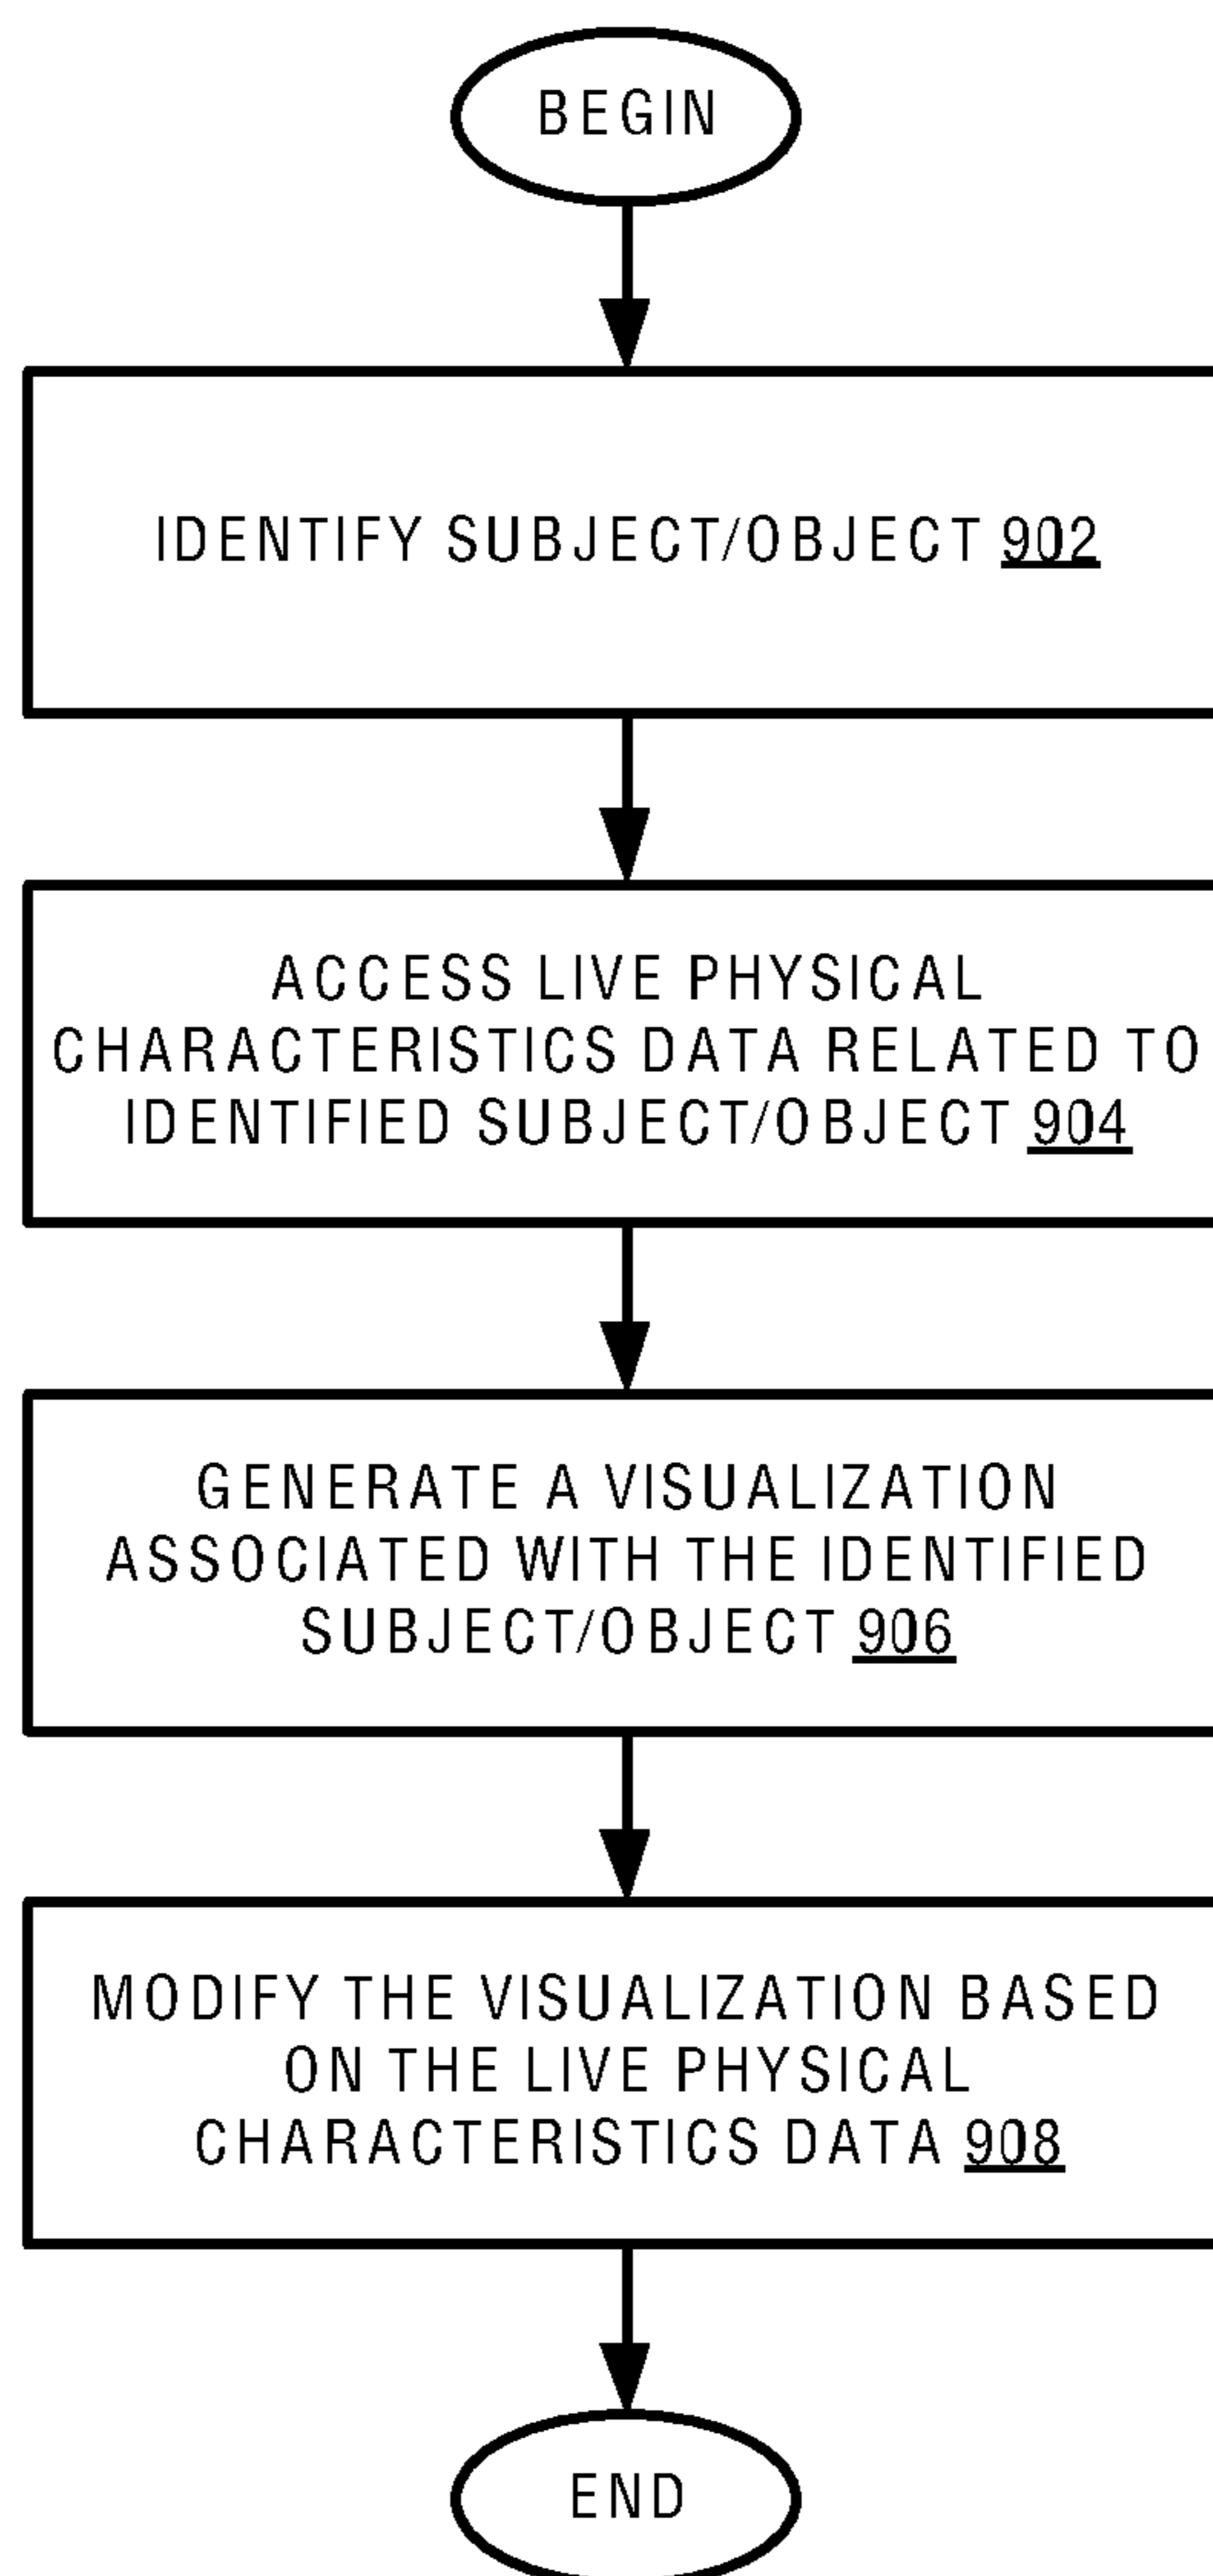 BEGIN
IDENTIFY SUBJECT/OBJECT 902
ACCESS LIVE PHYSICAL
CHARACTERISTICS DATA RELATED TO
IDENTIFIED SUBJECT/OBJECT 904
GENERATE A VISUALIZATION
ASSOCIATED WITH THE IDENTIFIED
SUBJECT/OBJECT 906
MODIFY THE VISUALIZATION BASED
ON THE LIVE PHYSICAL
CHARACTERISTICS DATA 908
END